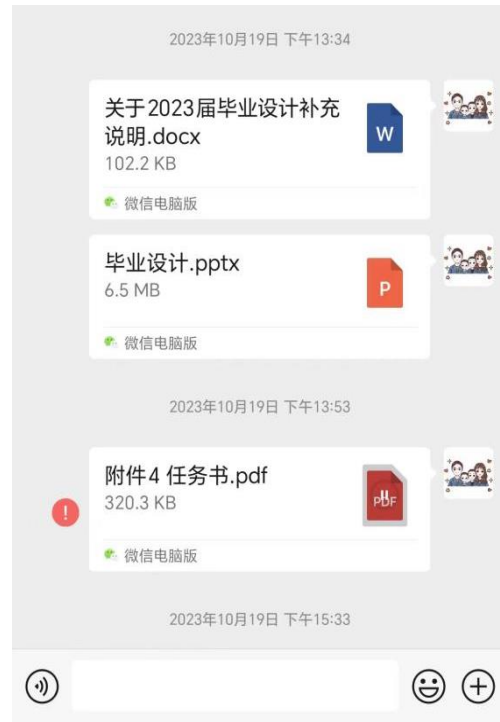 2023年10月19日 下午13:34
关于2023届毕业设计补充
说明.docx
102.2 KB
W
微信电脑版
毕业设计.pptx
6.5 MB
P
微信电脑版
2023年10月19日 下午13:53
附件4 任务书.pdf
320.3 KB
PDF
!
微信电脑版
2023年10月19日 下午15:33